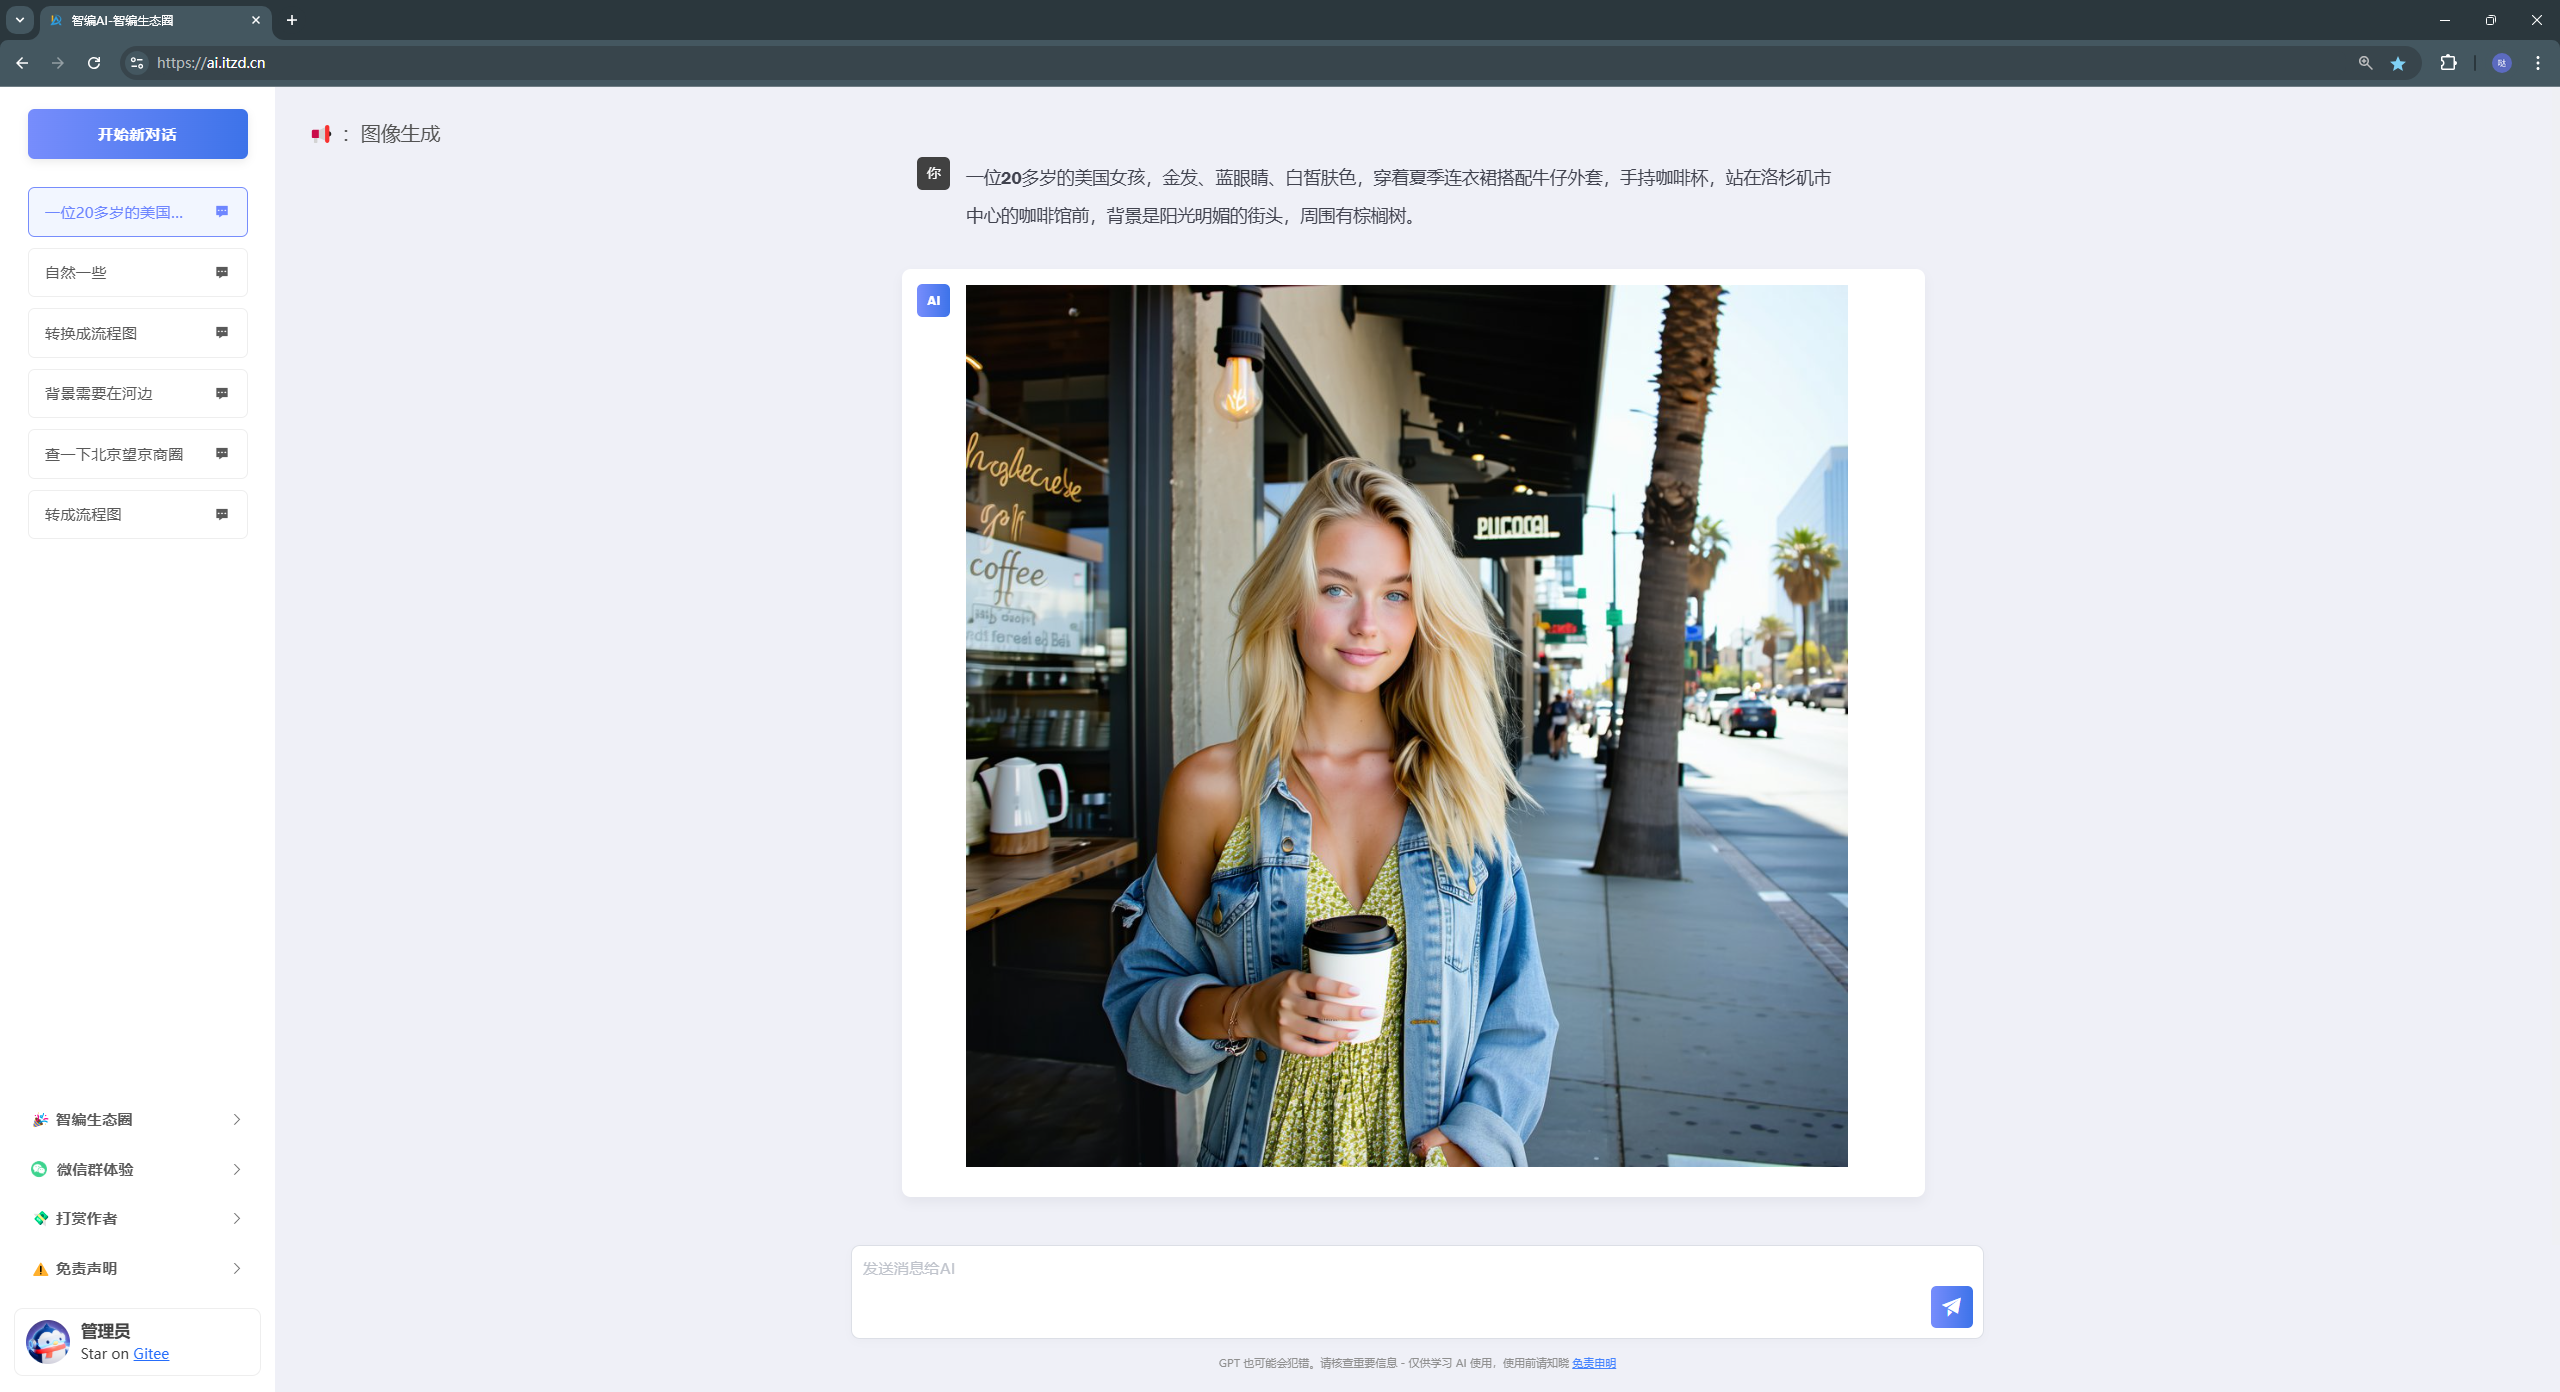 智编AI-智编生态圈
https://ai.itzd.cn
开始新对话
一位20多岁的美国...
自然一些
转换成流程图
背景需要在河边
查一下北京望京商圈
转成流程图
智编生态圈
微信群体验
打赏作者
免责声明
管理员
Star on Gitee
：图像生成
你
一位20多岁的美国女孩，金发、蓝眼睛、白皙肤色，穿着夏季连衣裙搭配牛仔外套，手持咖啡杯，站在洛杉矶市
中心的咖啡馆前，背景是阳光明媚的街头，周围有棕榈树。
AI
coffee
发送消息给AI
GPT 也可能会犯错。请核查重要信息 - 仅供学习 AI 使用，使用前请知晓 免责申明